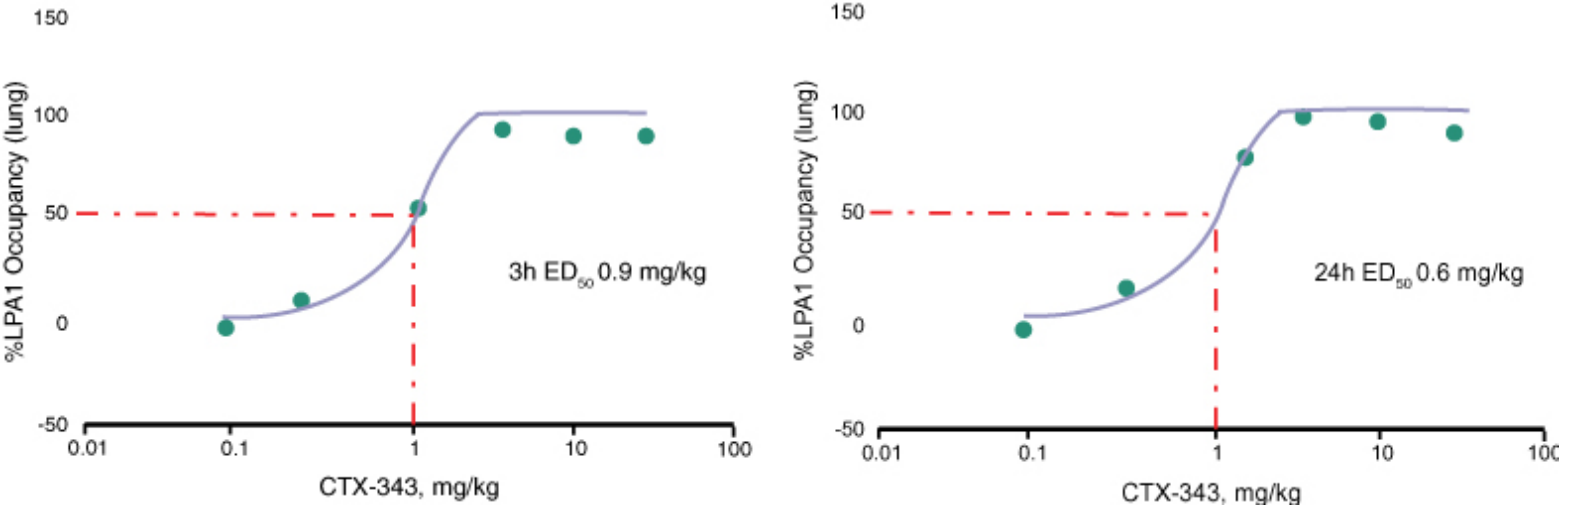 150
100
50
0
-50
%LPA1 Occupancy (lung)
3h ED50 0.9 mg/kg
0.01 0.1 1 10 100
CTX-343, mg/kg
150
100
50
0
-50
%LPA1 Occupancy (lung)
24h ED50 0.6 mg/kg
0.01 0.1 1 10 100
CTX-343, mg/kg